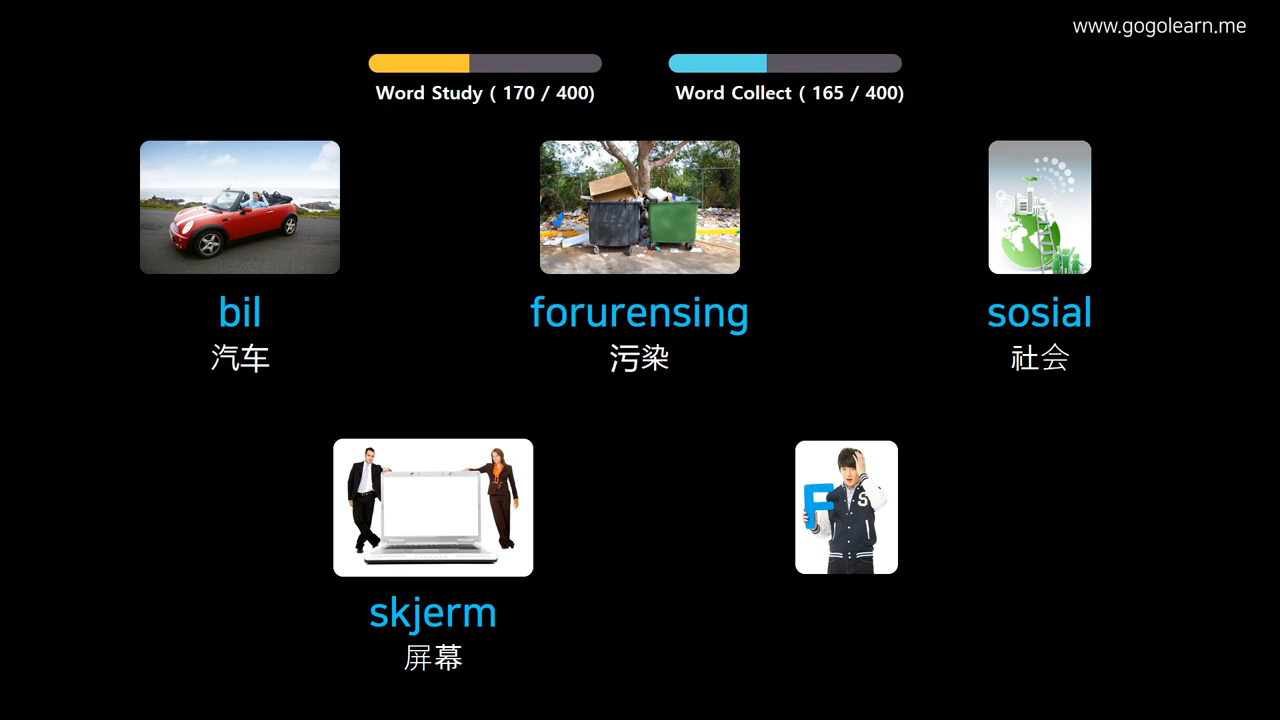 www.gogolearn.me
Word Study ( 170 / 400)
Word Collect ( 165 / 400)
bil
汽车
forurensing
污染
sosial
社会
F
S
skjerm
屏幕